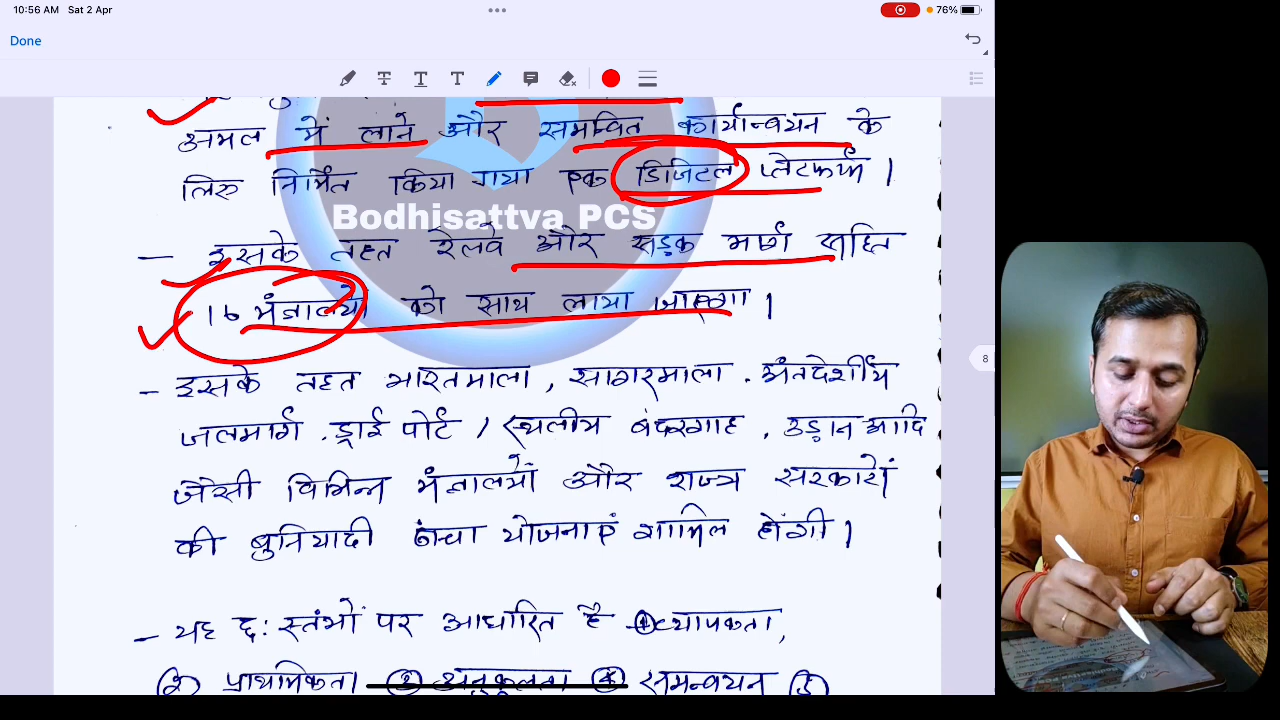 10:56 AM Sat 2 Apr
76%
Done
अमल में लाने और समन्वित कार्यान्वयन के
लिए निर्मित किया गया एक डिजिटल प्लेटफार्म ।
Bodhisattva PCS
- इसके तहत रेलवे और सड़क मार्ग सहित
16 मंत्रालयों को साथ लाया जाएगा ।
8
- इसके तहत भारतमाला, सागरमाला. अंतर्देशीय
जलमार्ग. ड्राई पोर्ट / स्थलीय बंदरगाह. उड़ान आदि
जैसी विभिन्न मंत्रालयों और राज्य सरकारों
की बुनियादी ढांचा योजनाएं शामिल होंगी ।
- यह छ: स्तंभों पर आधारित है - ① व्यापकता,
② प्राथमिकता ③ अनुकूलता ④ समन्वयन ⑤